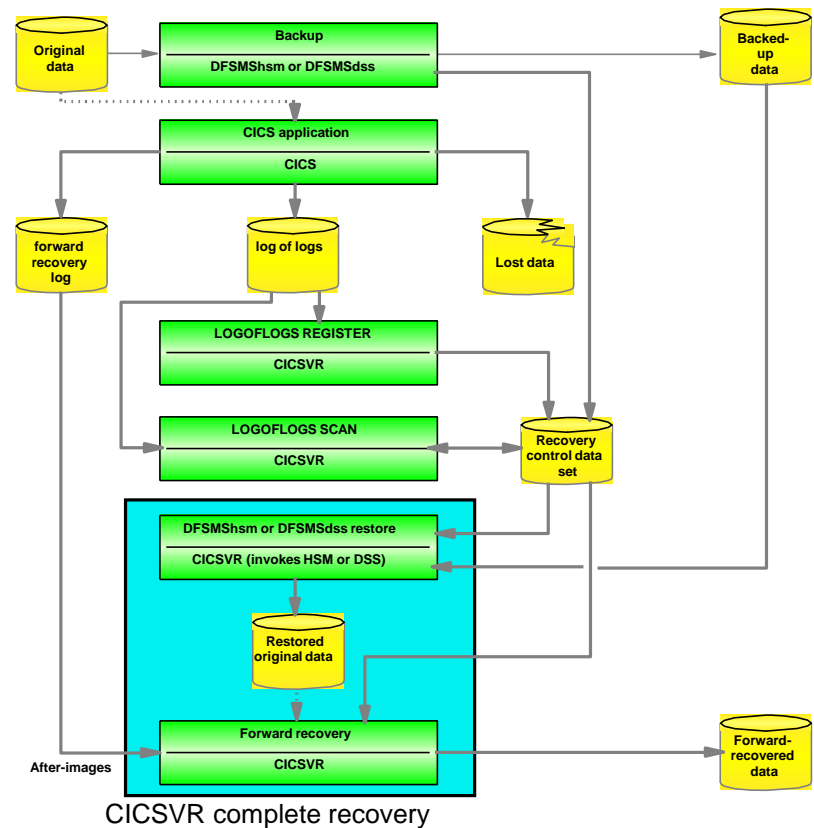 Original
data
Backup
DFSMShsm or DFSMSdss
Backed-
up
data
CICS application
CICS
forward
recovery
log
log of logs
Lost data
LOGOFLOGS REGISTER
CICSVR
LOGOFLOGS SCAN
CICSVR
Recovery
control data
set
DFSMShsm or DFSMSdss restore
CICSVR (invokes HSM or DSS)
Restored
original data
Forward recovery
CICSVR
After-images
Forward-
recovered
data
CICSVR complete recovery